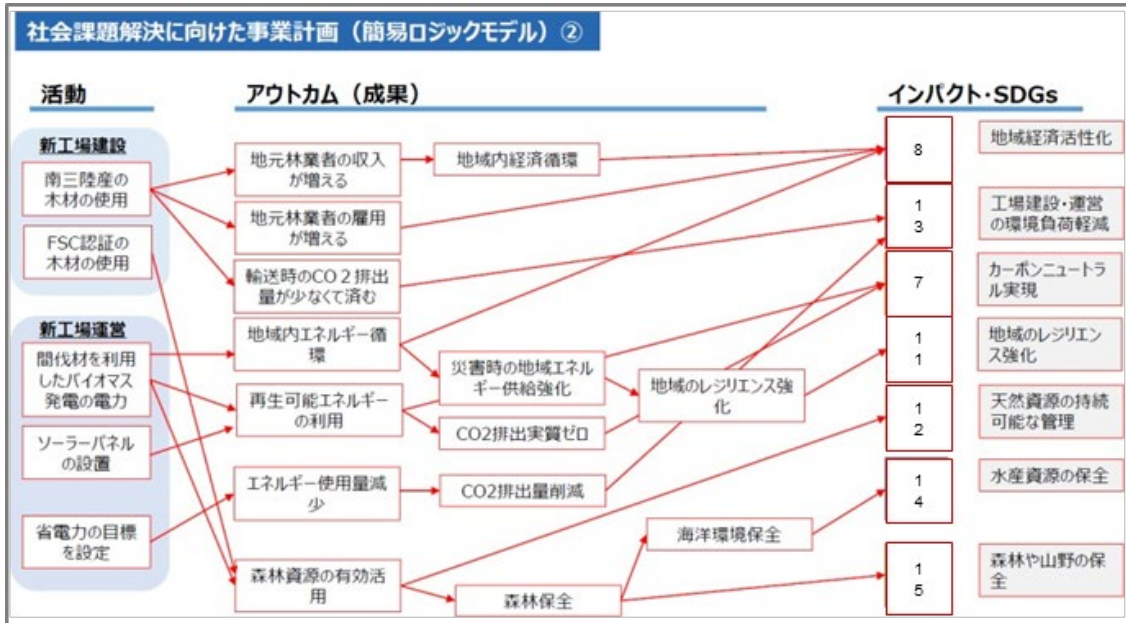 社会課題解決に向けた事業計画（簡易ロジックモデル）②
活動
アウトカム（成果）
インパクト・SDGs
新工場建設
南三陸産の
木材の使用
FSC認証の
木材の使用
新工場運営
間伐材を利用
したバイオマス
発電の電力
ソーラーパネル
の設置
省電力の目標
を設定
地元林業者の収入
が増える
地域内経済循環
地元林業者の雇用
が増える
輸送時のCO２排出
量が少なくて済む
地域内エネルギー循
環
災害時の地域エネル
ギー供給強化
地域のレジリエンス強
化
再生可能エネルギー
の利用
CO2排出実質ゼロ
エネルギー使用量減
少
CO2排出量削減
海洋環境保全
森林資源の有効活
用
森林保全
8
地域経済活性化
1
3
工場建設・運営
の環境負荷軽減
7
カーボンニュートラ
ル実現
1
1
地域のレジリエン
ス強化
1
2
天然資源の持続
可能な管理
1
4
水産資源の保全
1
5
森林や山野の保
全